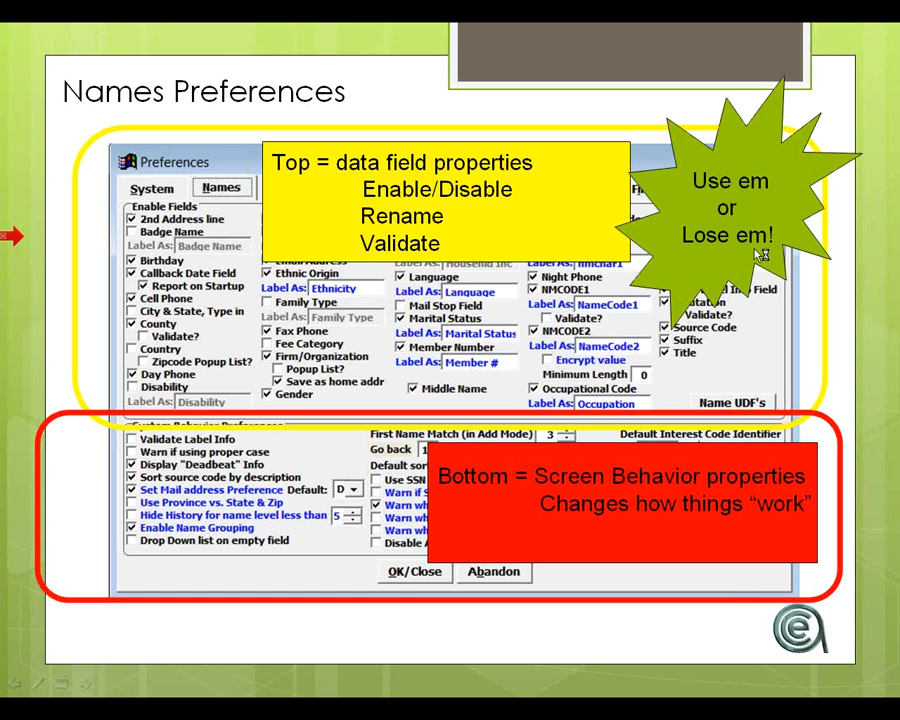 Names Preferences
Preferences
Top = data field properties
Enable/Disable
Rename
Validate
Use em
or
Lose em!
System
Names
Enable Fields
2nd Address line
Badge Name
Label As: Badge Name
Birthday
Callback Date Field
Report on Startup
Cell Phone
City & State, Type in
County
Validate?
Country
Zipcode Popup List?
Day Phone
Disability
Label As: Disability
Ethnic Origin
Label As: Ethnicity
Family Type
Label As: Family Type
Fax Phone
Fee Category
Firm/Organization
Popup List?
Save as home addr
Gender
Language
Label As: Language
Mail Stop Field
Marital Status
Label As: Marital Status
Member Number
Label As: Member #
Middle Name
Night Phone
NMCODE1
Label As: NameCode1
Validate?
NMCODE2
Label As: NameCode2
Encrypt value
Minimum Length 0
Occupational Code
Label As: Occupation
Field
Validate?
Source Code
Suffix
Title
Name UDF's
System Behavior Preferences
Validate Label Info
Warn if using proper case
Display "Deadbeat" Info
Sort source code by description
Set Mail address Preference Default: D
Use Province vs. State & Zip
Hide History for name level less than 5
Enable Name Grouping
Drop Down list on empty field
First Name Match (in Add Mode) 3
Default Interest Code Identifier
Go back 1
Use SSN
Bottom = Screen Behavior properties
Changes how things “work”
OK/Close
Abandon